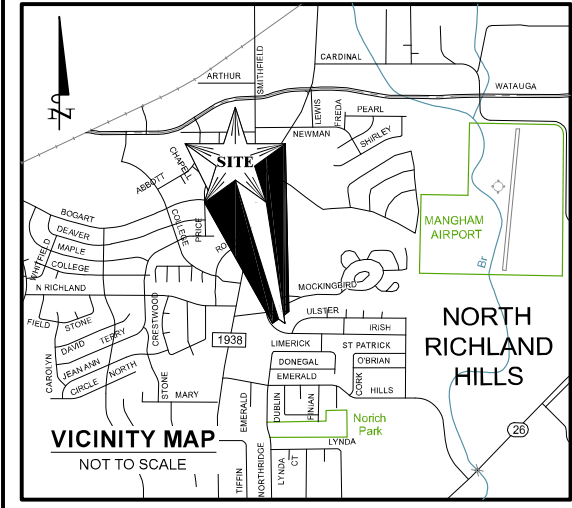 CARDINAL
SMITHFIELD
ARTHUR
WATAUGA
LEWIS
FREDA
PEARL
NEWMAN
SHIRLEY
N
SITE
CHAPELL
ABBOTT
BOGART
DEAVER
MAPLE
COLLEGE
WHITFIELD
COLLEGE
PRICE
RO
MANGHAM
AIRPORT
Br
N RICHLAND
MOCKINGBIRD
CRESTWOOD
ULSTER
IRISH
FIELD
STONE
DAVID
TERRY
1938
LIMERICK
ST PATRICK
NORTH
RICHLAND
HILLS
JEAN ANN
CIRCLE
NORTH
CAROLYN
DONEGAL
O'BRIAN
EMERALD
CORK
HILLS
STONE
MARY
EMERALD
DUBLIN
FINIAN
Norich
Park
26
VICINITY MAP
NOT TO SCALE
LYNDA
TIFFIN
NORTHRIDGE
LYNDA
CT